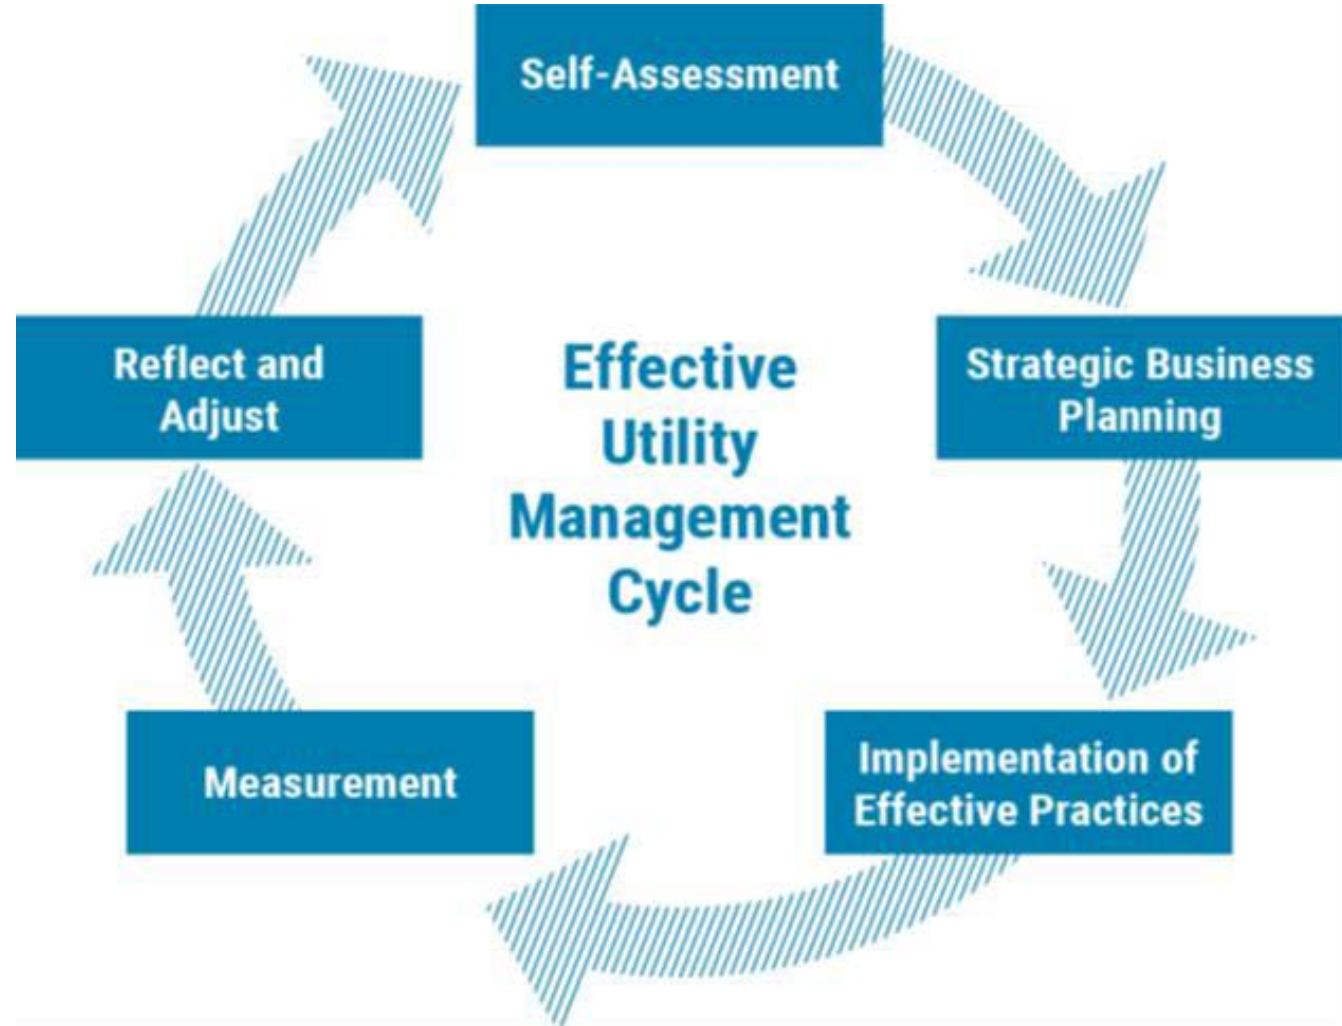 Self-Assessment
Strategic Business
Planning
Implementation of
Effective Practices
Measurement
Reflect and
Adjust
Effective
Utility
Management
Cycle